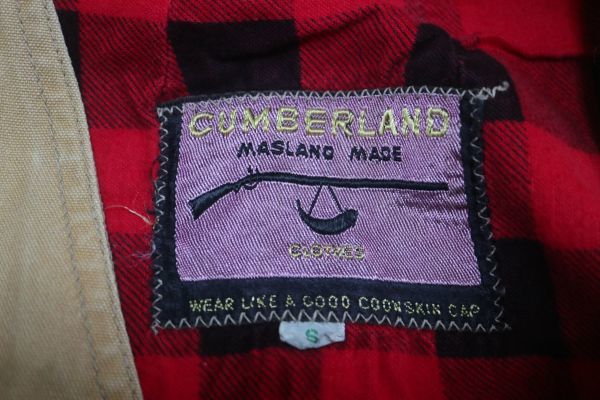 CUMBERLAND
MASLAND MADE
CLOTHES
WEAR LIKE A GOOD COONSKIN CAP
S